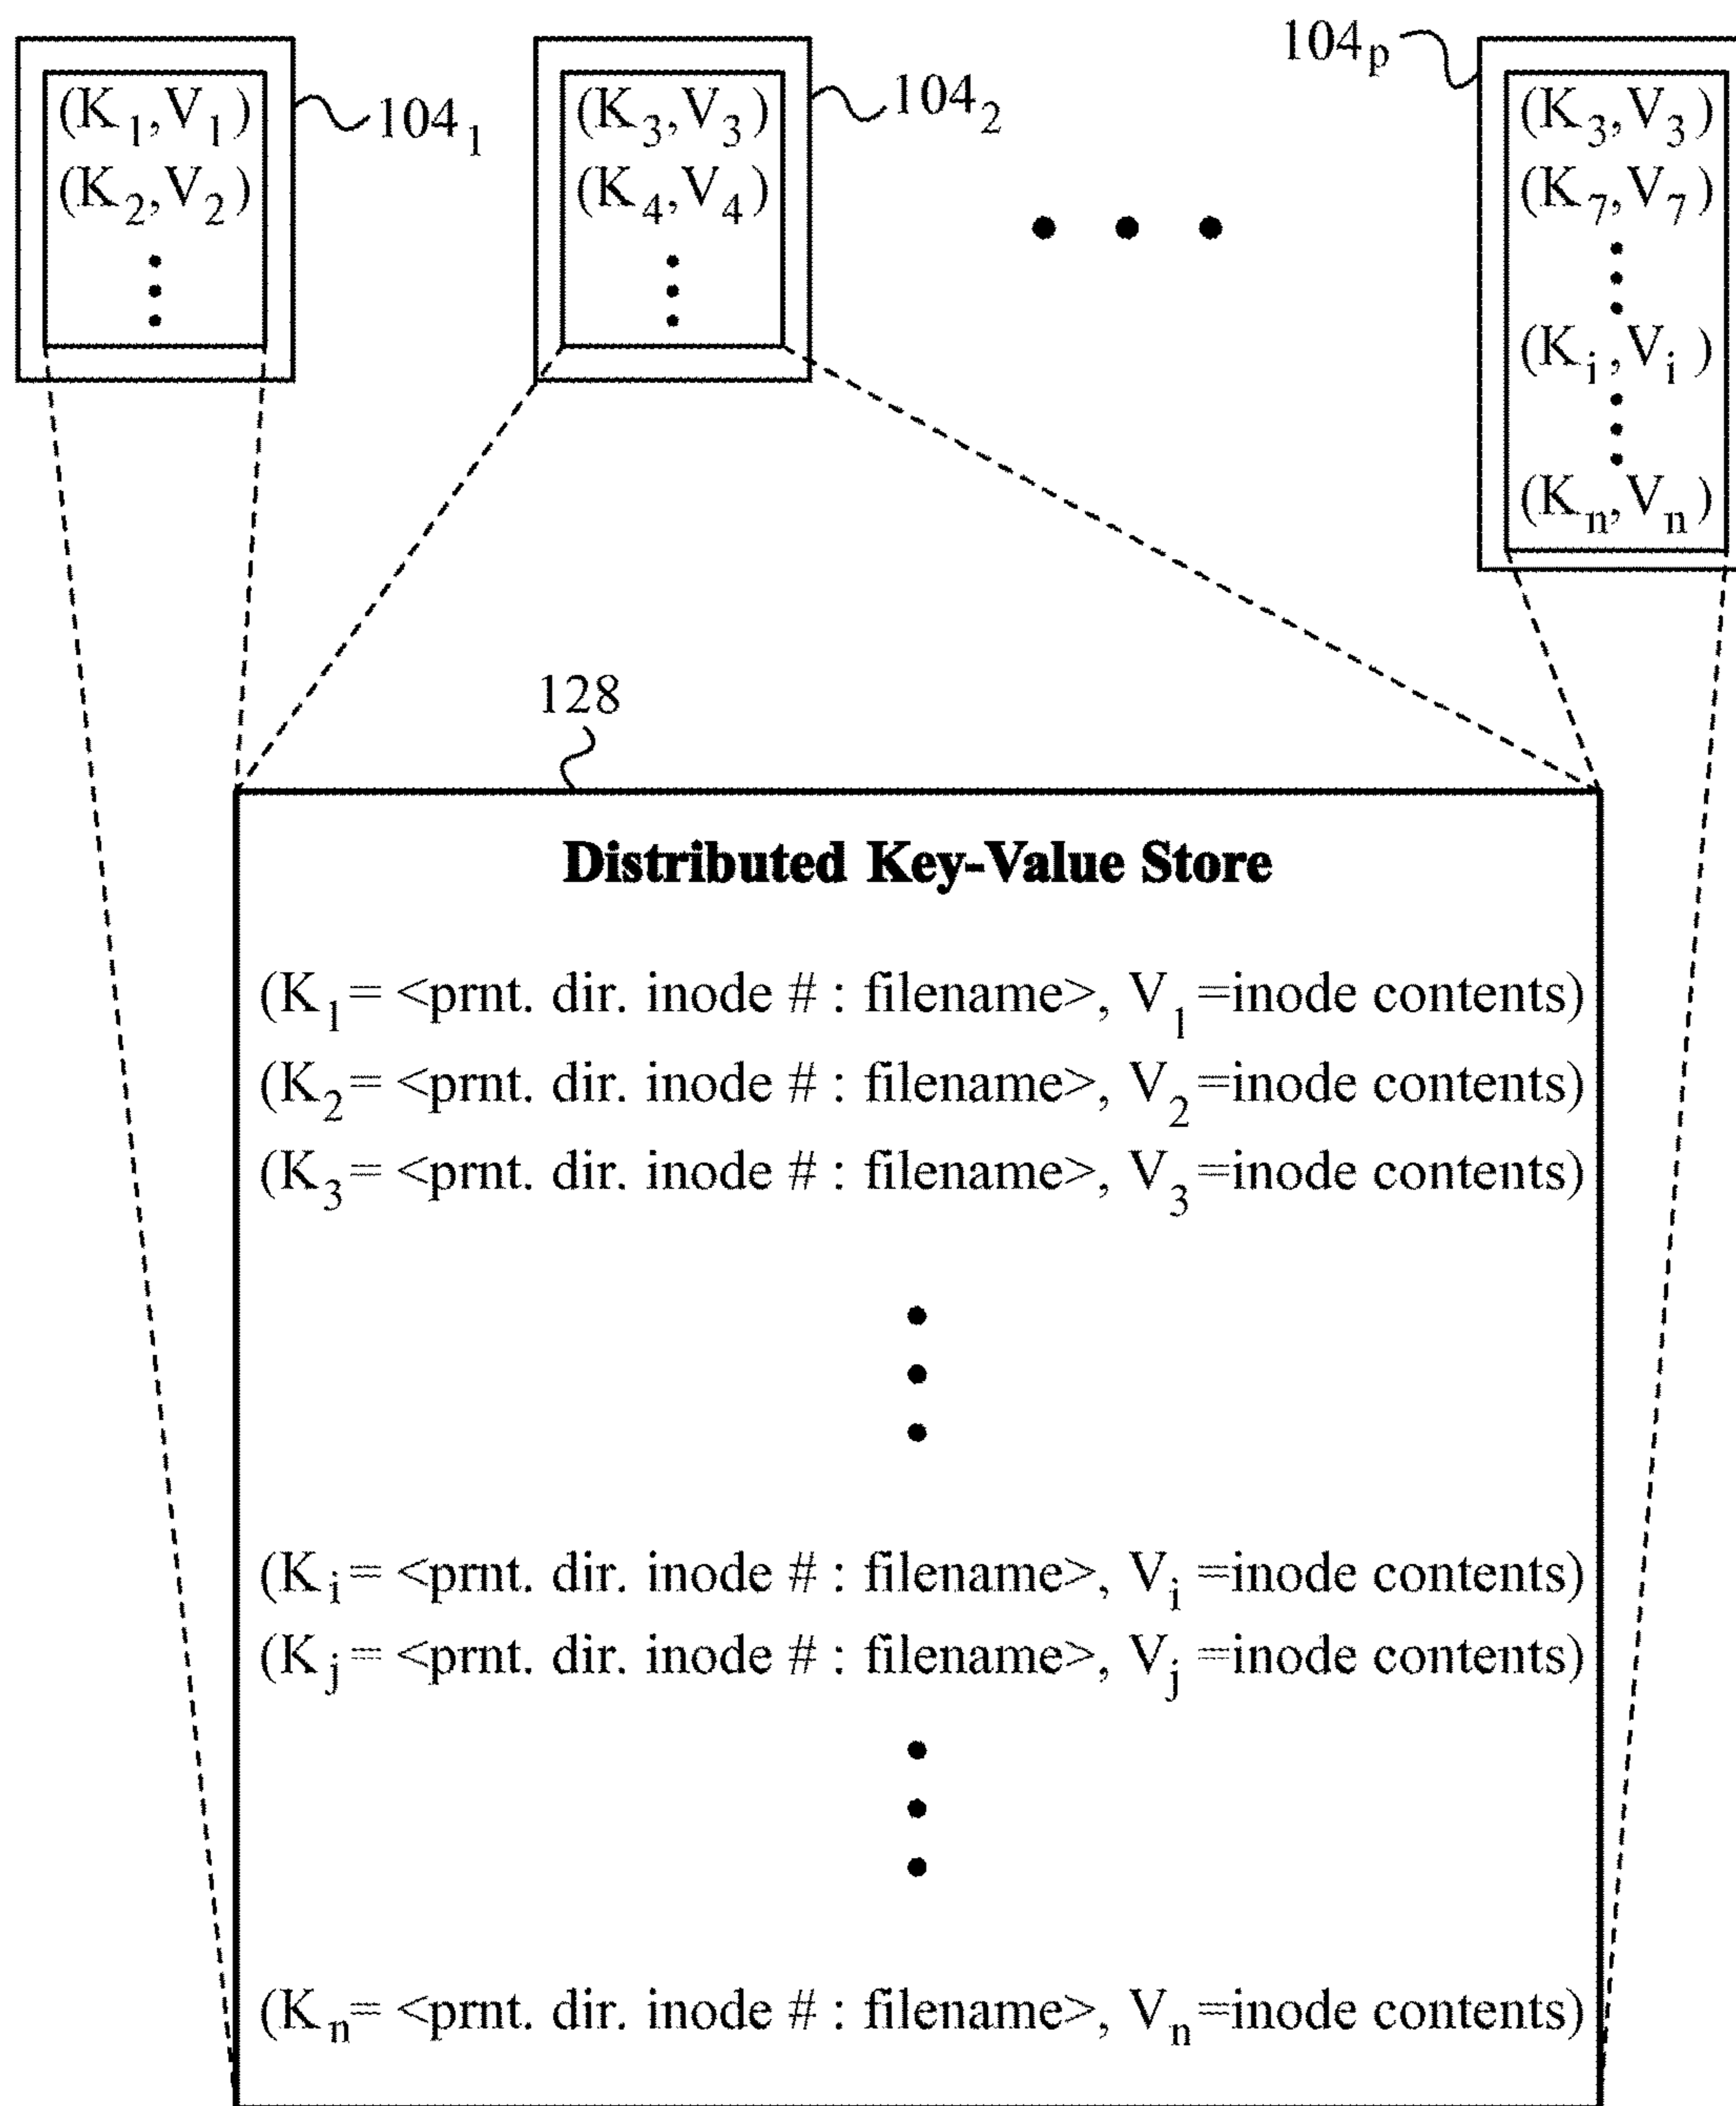 104₁
(K₁,V₁)
(K₂,V₂)
104₂
(K₃,V₃)
(K₄,V₄)
104ₚ
(K₃,V₃)
(K₇,V₇)
(Kᵢ,Vᵢ)
(Kₙ,Vₙ)
128
Distributed Key-Value Store
(K₁= <prnt. dir. inode # : filename>, V₁=inode contents)
(K₂= <prnt. dir. inode # : filename>, V₂=inode contents)
(K₃= <prnt. dir. inode # : filename>, V₃=inode contents)
(Kᵢ= <prnt. dir. inode # : filename>, Vᵢ=inode contents)
(Kⱼ= <prnt. dir. inode # : filename>, Vⱼ=inode contents)
(Kₙ= <prnt. dir. inode # : filename>, Vₙ=inode contents)